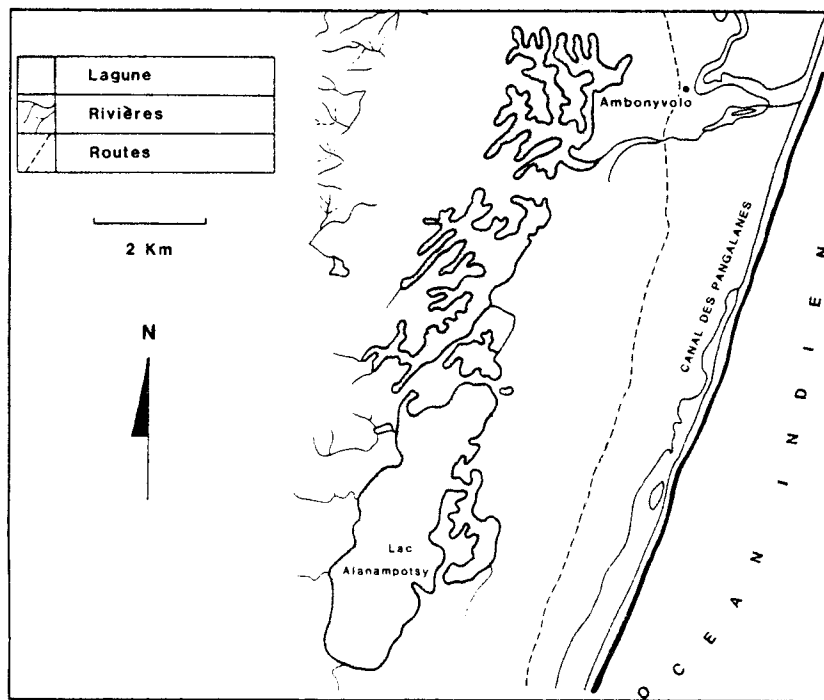 Lagune
Rivières
Routes
2 Km
N
Ambonyvolo
CANAL DES PANGALANES
OCEAN INDIEN
Lac
Alanampotsy